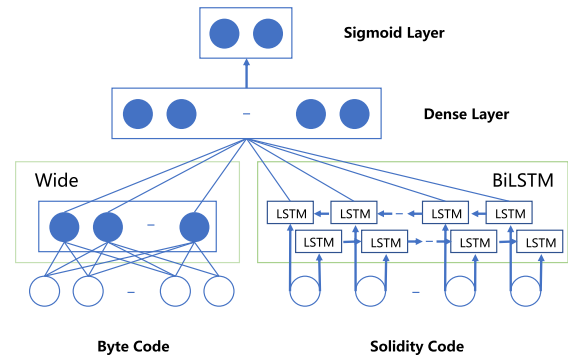 Sigmoid Layer
Dense Layer
Wide
BiLSTM
LSTM
LSTM
LSTM
LSTM
LSTM
LSTM
LSTM
LSTM
Byte Code
Solidity Code